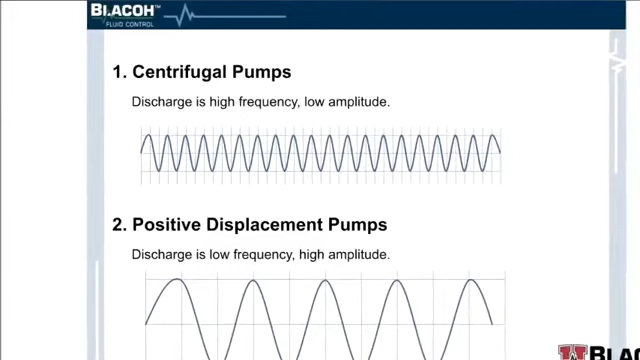 BLACOH™
FLUID CONTROL
1. Centrifugal Pumps
Discharge is high frequency, low amplitude.
2. Positive Displacement Pumps
Discharge is low frequency, high amplitude.
BLAC